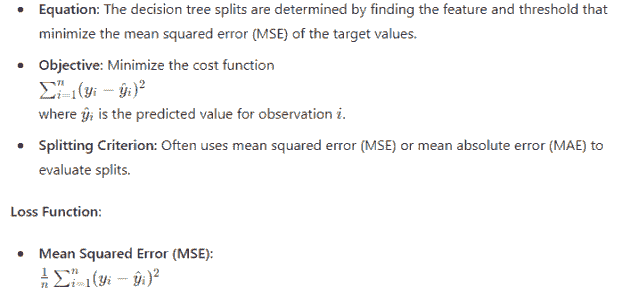 • Equation: The decision tree splits are determined by finding the feature and threshold that
minimize the mean squared error (MSE) of the target values.
• Objective: Minimize the cost function
∑ⁿᵢ₌₁(yᵢ − ŷᵢ)²
where ŷᵢ is the predicted value for observation i.
• Splitting Criterion: Often uses mean squared error (MSE) or mean absolute error (MAE) to
evaluate splits.
Loss Function:
• Mean Squared Error (MSE):
1/n ∑ⁿᵢ₌₁(yᵢ − ŷᵢ)²